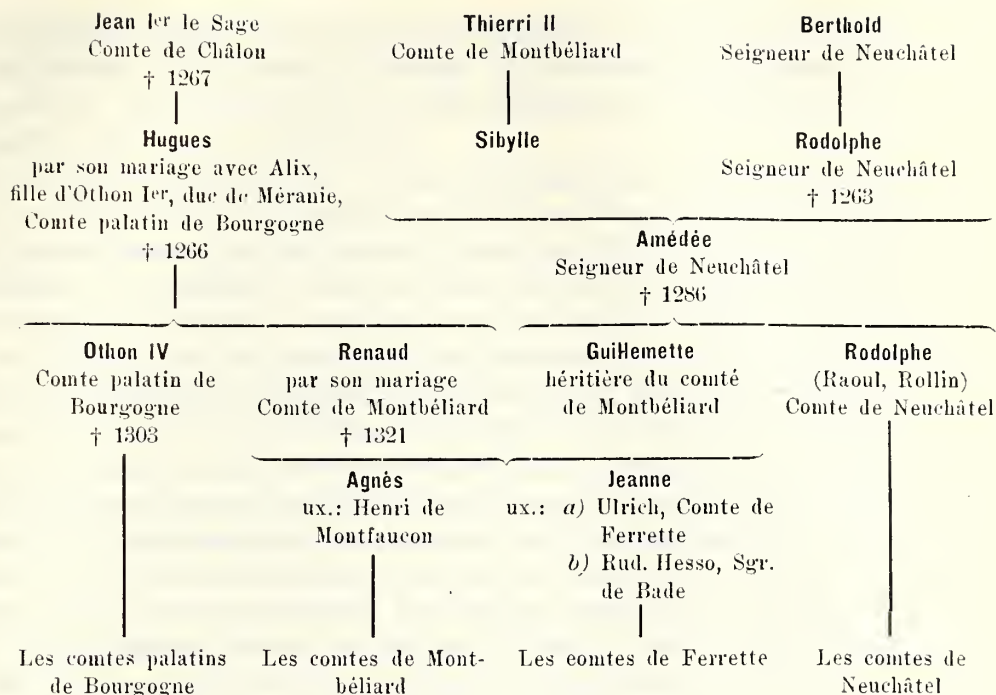 Jean Ier le Sage
Comte de Châlon
† 1267
Thierri II
Comte de Montbéliard
Berthold
Seigneur de Neuchâtel
Hugues
par son mariage avec Alix,
fille d'Othon Ier, duc de Méranie,
Comte palatin de Bourgogne
† 1266
Sibylle
Rodolphe
Seigneur de Neuchâtel
† 1263
Amédée
Seigneur de Neuchâtel
† 1286
Othon IV
Comte palatin de
Bourgogne
† 1303
Renaud
par son mariage
Comte de Montbéliard
† 1321
Guillemette
héritière du comté
de Montbéliard
Rodolphe
(Raoul, Rollin)
Comte de Neuchâtel
Agnès
ux.: Henri de
Montfaucon
Jeanne
ux.: a) Ulrich, Comte de
Ferrette
b) Rud. Hesso, Sgr.
de Bade
Les comtes palatins
de Bourgogne
Les comtes de Mont-
béliard
Les comtes de Ferrette
Les comtes de
Neuchâtel